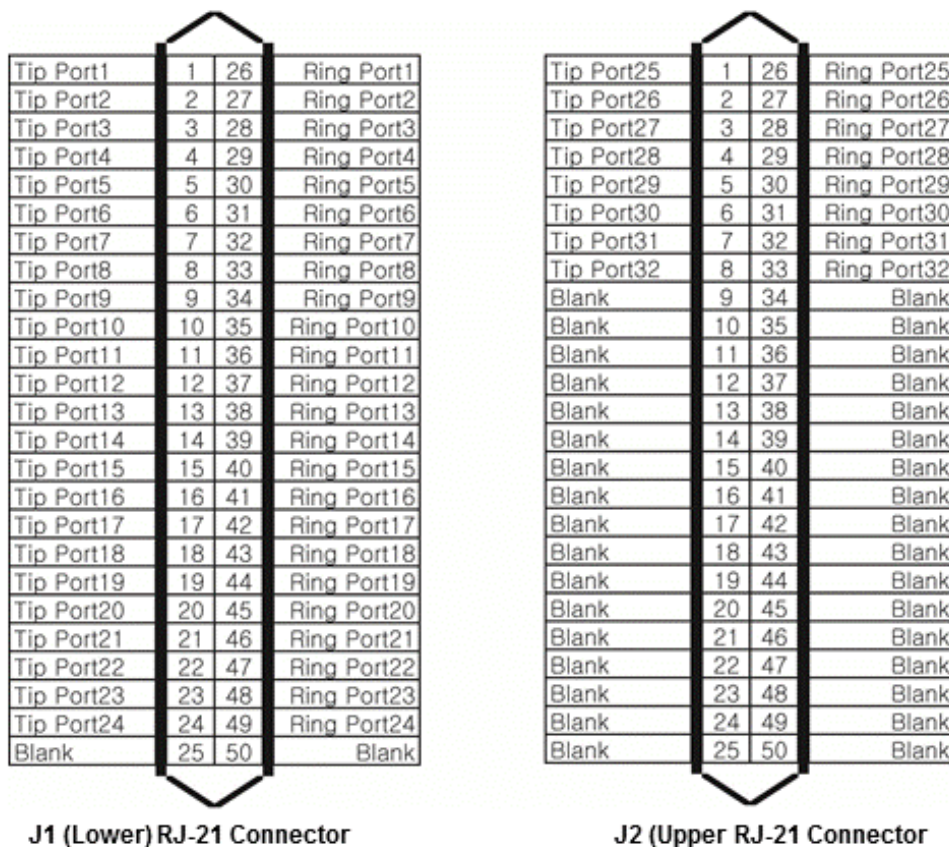 Tip Port1 1 26 Ring Port1
Tip Port2 2 27 Ring Port2
Tip Port3 3 28 Ring Port3
Tip Port4 4 29 Ring Port4
Tip Port5 5 30 Ring Port5
Tip Port6 6 31 Ring Port6
Tip Port7 7 32 Ring Port7
Tip Port8 8 33 Ring Port8
Tip Port9 9 34 Ring Port9
Tip Port10 10 35 Ring Port10
Tip Port11 11 36 Ring Port11
Tip Port12 12 37 Ring Port12
Tip Port13 13 38 Ring Port13
Tip Port14 14 39 Ring Port14
Tip Port15 15 40 Ring Port15
Tip Port16 16 41 Ring Port16
Tip Port17 17 42 Ring Port17
Tip Port18 18 43 Ring Port18
Tip Port19 19 44 Ring Port19
Tip Port20 20 45 Ring Port20
Tip Port21 21 46 Ring Port21
Tip Port22 22 47 Ring Port22
Tip Port23 23 48 Ring Port23
Tip Port24 24 49 Ring Port24
Blank 25 50 Blank
J1 (Lower) RJ-21 Connector
Tip Port25 1 26 Ring Port25
Tip Port26 2 27 Ring Port26
Tip Port27 3 28 Ring Port27
Tip Port28 4 29 Ring Port28
Tip Port29 5 30 Ring Port29
Tip Port30 6 31 Ring Port30
Tip Port31 7 32 Ring Port31
Tip Port32 8 33 Ring Port32
Blank 9 34 Blank
Blank 10 35 Blank
Blank 11 36 Blank
Blank 12 37 Blank
Blank 13 38 Blank
Blank 14 39 Blank
Blank 15 40 Blank
Blank 16 41 Blank
Blank 17 42 Blank
Blank 18 43 Blank
Blank 19 44 Blank
Blank 20 45 Blank
Blank 21 46 Blank
Blank 22 47 Blank
Blank 23 48 Blank
Blank 24 49 Blank
Blank 25 50 Blank
J2 (Upper RJ-21 Connector